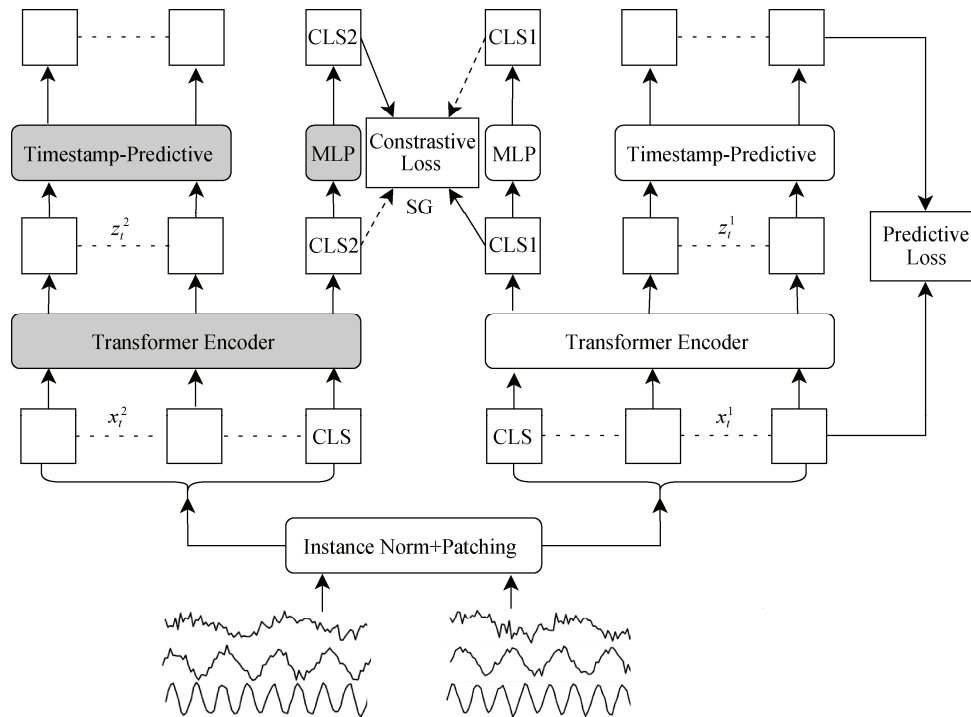 CLS2
CLS1
Timestamp-Predictive
MLP
Constrastive
Loss
MLP
Timestamp-Predictive
SG
z_t^2
CLS2
CLS1
z_t^1
Predictive
Loss
Transformer Encoder
Transformer Encoder
x_t^2
CLS
CLS
x_t^1
Instance Norm+Patching